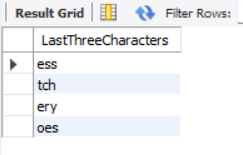 Result Grid Filter Rows:
LastThreeCharacters
ess
tch
ery
oes